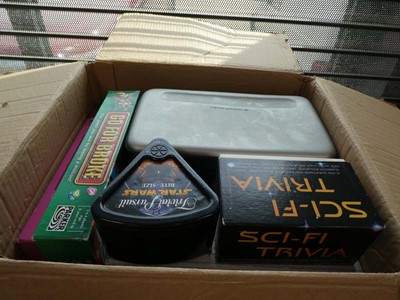 GO FOR BROKE
STAR WARS
BITE SIZE
Trivial Pursuit
SCI-FI
TRIVIA
SCI-FI
TRIVIA